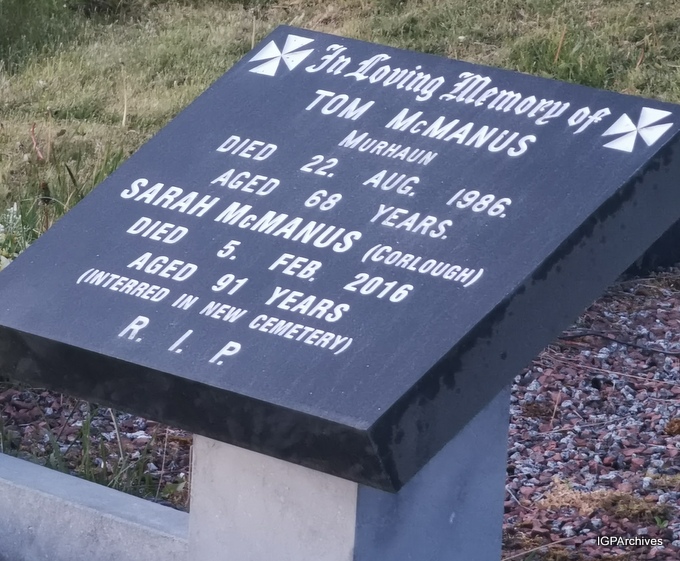 In Loving Memory of
TOM McMANUS
MURHAUN
DIED 22. AUG. 1986.
AGED 68 YEARS.
SARAH McMANUS (CORLOUGH)
DIED 5. FEB. 2016
AGED 91 YEARS
(INTERRED IN NEW CEMETERY)
R. I. P.
IGPArchives